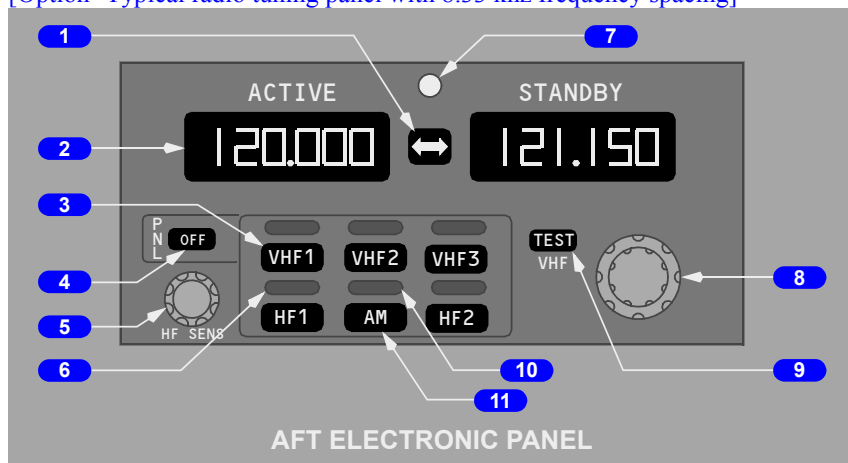 [Option - Typical radio tuning panel with 8.33 khz frequency spacing]
1
7
ACTIVE
STANDBY
2
120.000
121.150
3
PNL
OFF
VHF1
VHF2
VHF3
TEST
VHF
4
8
5
HF SENS
HF1
AM
HF2
6
10
9
11
AFT ELECTRONIC PANEL